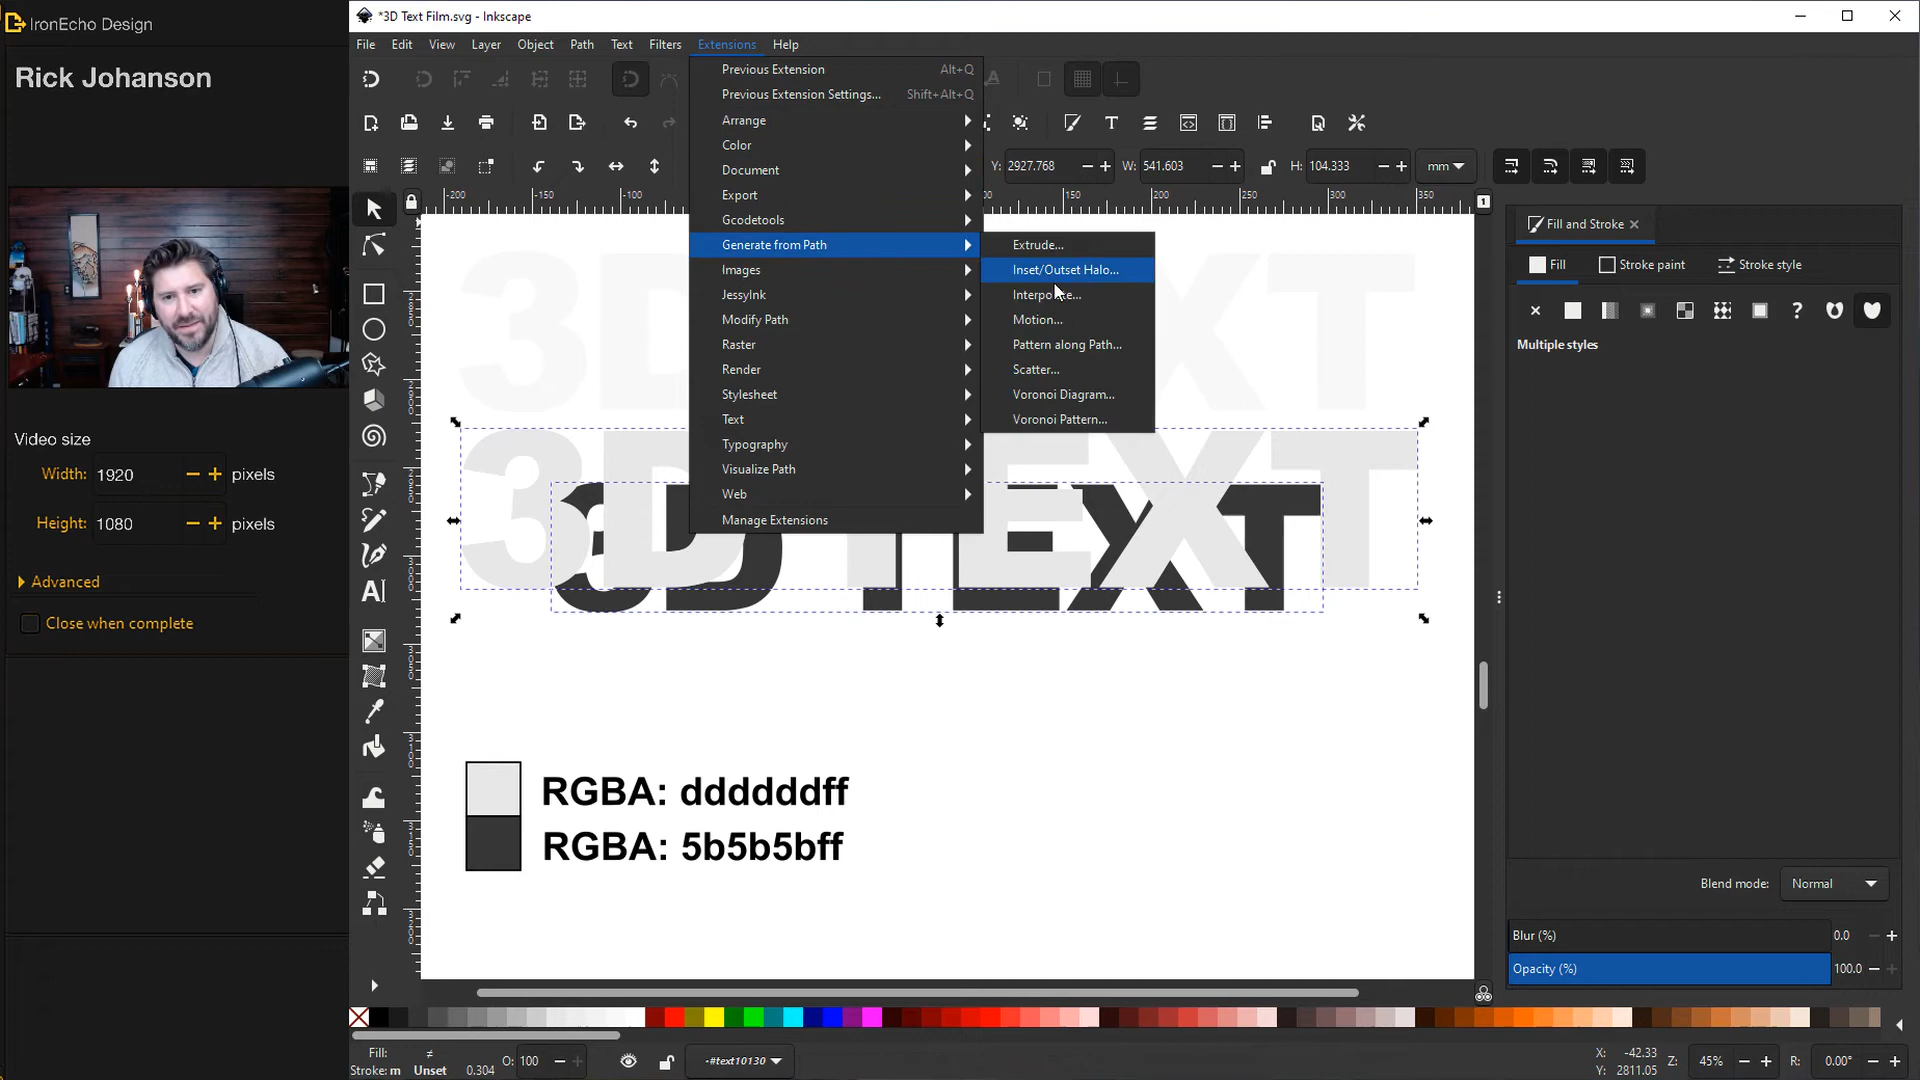 IronEcho Design
Rick Johanson
Video size
Width: 1920 pixels
Height: 1080 pixels
Advanced
Close when complete
*3D Text Film.svg - Inkscape
File Edit View Layer Object Path Text Filters Extensions Help
Previous Extension Alt+Q
Previous Extension Settings... Shift+Alt+Q
Arrange
Color
Document
Export
Gcodetools
Generate from Path
Images
JessyInk
Modify Path
Raster
Render
Stylesheet
Text
Typography
Visualize Path
Web
Manage Extensions
Extrude...
Inset/Outset Halo...
Motion...
Pattern along Path...
Scatter...
Voronoi Diagram...
Voronoi Pattern...
Y: 2927.768 W: 541.603 H: 104.333 mm
-200 -150 -100 150 200 250 300 350
1
3D TEXT
3D TEXT
RGBA: ddddddff
RGBA: 5b5b5bff
Fill and Stroke
Fill Stroke paint Stroke style
Multiple styles
Blend mode: Normal
Blur (%) 0.0
Opacity (%) 100.0
Fill: ≠
Stroke: m Unset 0.304
O: 100
-#text10130
X: -42.33
Y: 2811.05
Z: 45%
R: 0.00°